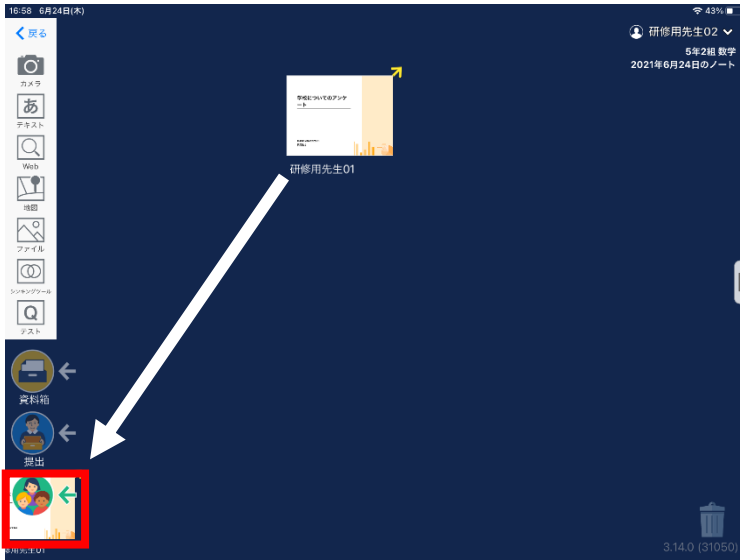 16:58 6月24日(木)
43%
戻る
研修用先生02
5年2組 数学
2021年6月24日のノート
カメラ
あ
テキスト
Web
地図
ファイル
シンキングツール
Q
テスト
学校についてのアンケ
ート
研修用先生01
資料箱
提出
修用先生01
3.14.0 (31050)